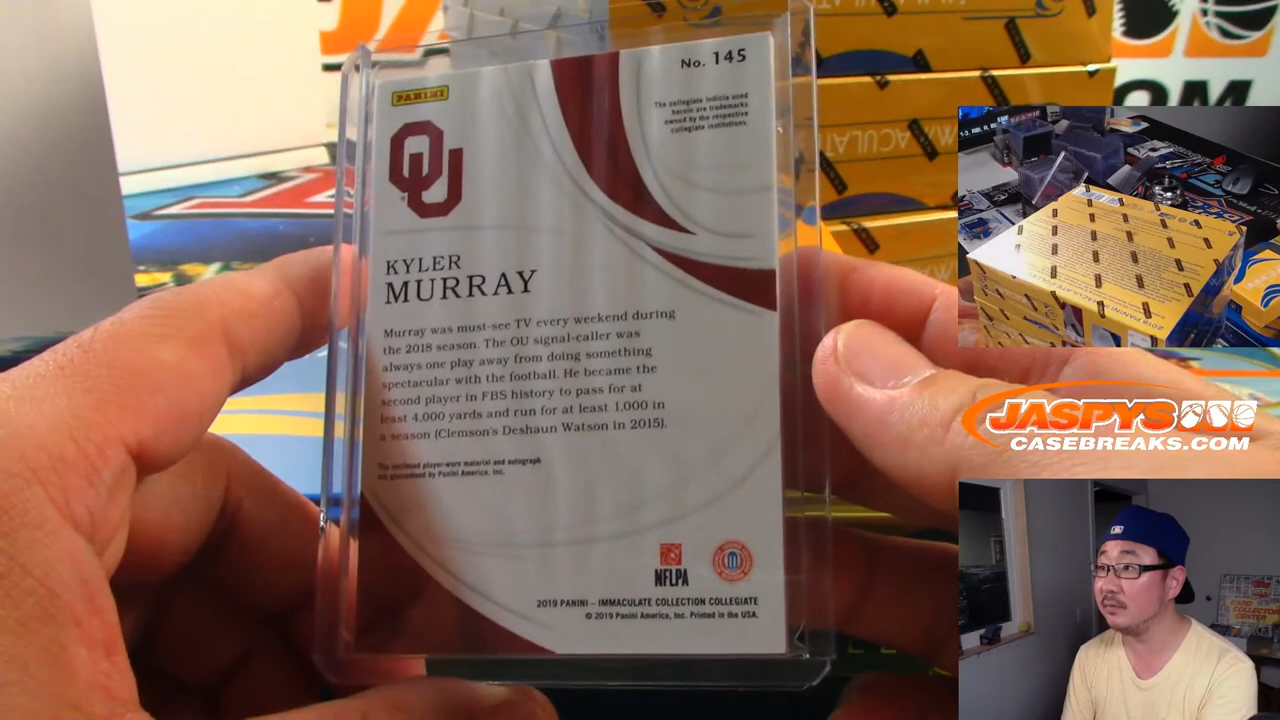 No. 145
PANINI
The collegiate indicia used
herein are trademarks
owned by the respective
collegiate institutions.
OU
KYLER
MURRAY
Murray was must-see TV every weekend during
the 2018 season. The OU signal-caller was
always one play away from doing something
spectacular with the football. He became the
second player in FBS history to pass for at
least 4,000 yards and run for at least 1,000 in
a season (Clemson's Deshaun Watson in 2015).
The enclosed player-worn material and autograph
are guaranteed by Panini America, Inc.
NFLPA
2019 PANINI – IMMACULATE COLLECTION COLLEGIATE
© 2019 Panini America, Inc. Printed in the USA.
OM
JASPYS
CASEBREAKS.COM
CARD
COLLECTOR
CENTER